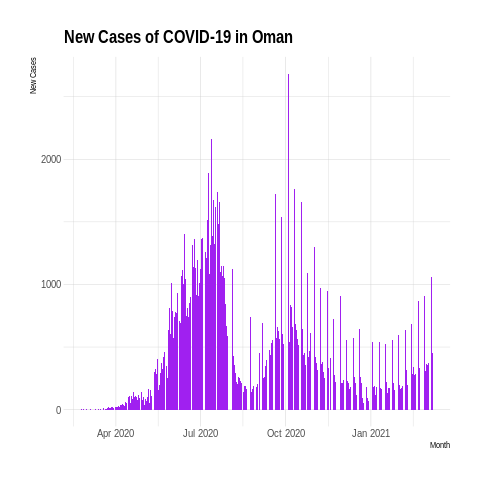 New Cases of COVID-19 in Oman
New Cases
2000
1000
0
Apr 2020
Jul 2020
Oct 2020
Jan 2021
Month